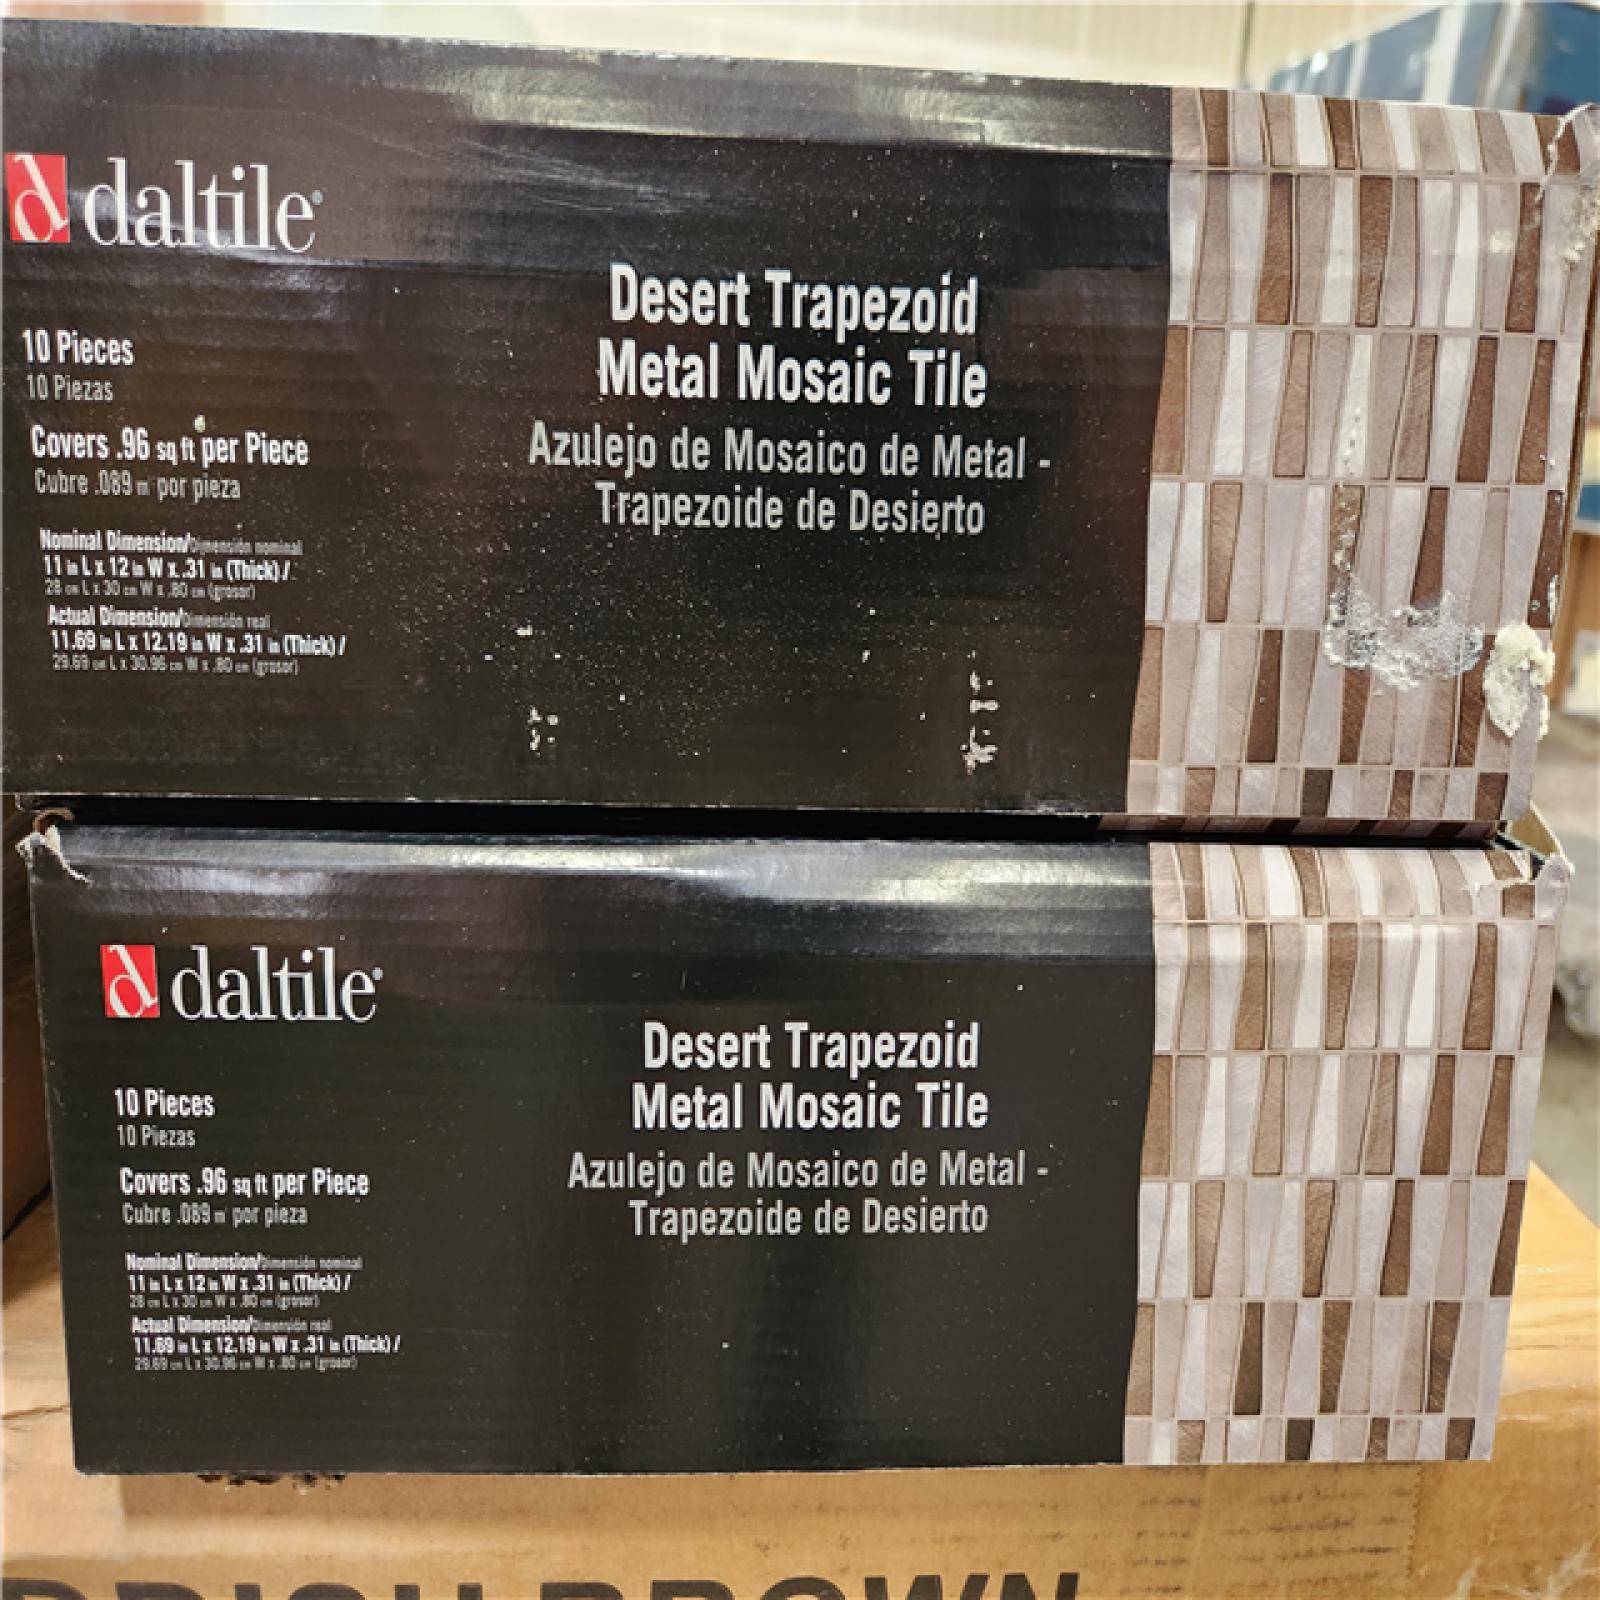 daltile
10 Pieces
10 Piezas
Covers .96 sq ft per Piece
Cubre .089 m² por pieza
Nominal Dimension/Dimensión nominal
11 in L x 12 in W x .31 in (Thick) /
28 cm L x 30 cm W x .80 cm (grosor)
Actual Dimension/Dimensión real
11.69 in L x 12.19 in W x .31 in (Thick) /
29.69 cm L x 30.96 cm W x .80 cm (grosor)
Desert Trapezoid
Metal Mosaic Tile
Azulejo de Mosaico de Metal -
Trapezoide de Desierto
daltile
10 Pieces
10 Piezas
Covers .96 sq ft per Piece
Cubre .089 m² por pieza
Nominal Dimension/Dimensión nominal
11 in L x 12 in W x .31 in (Thick) /
28 cm L x 30 cm W x .80 cm (grosor)
Actual Dimension/Dimensión real
11.69 in L x 12.19 in W x .31 in (Thick) /
29.69 cm L x 30.96 cm W x .80 cm (grosor)
Desert Trapezoid
Metal Mosaic Tile
Azulejo de Mosaico de Metal -
Trapezoide de Desierto
BROWN